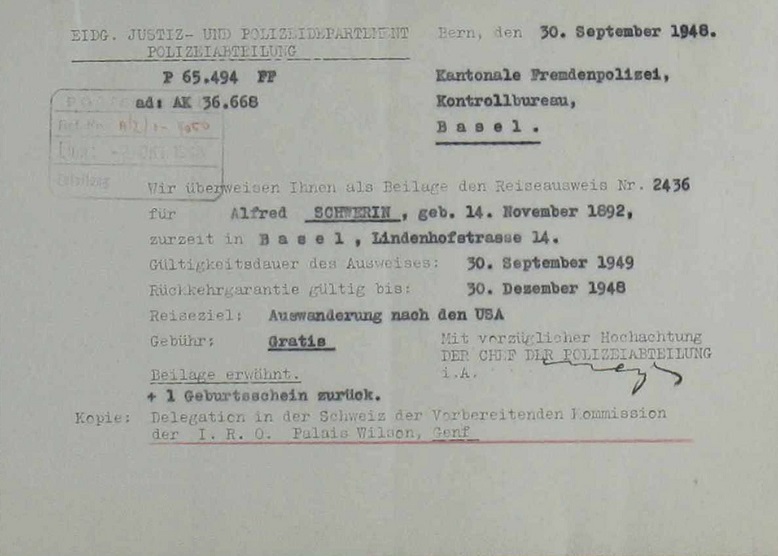 EIDG. JUSTIZ- UND POLIZEIDEPARTEMENT
POLIZEIABTEILUNG
Bern, den 30. September 1948.
P 65.494 FP
ad: AK 36.668
Kantonale Fremdenpolizei,
Kontrollbureau,
B a s e l .
Wir überweisen Ihnen als Beilage den Reiseausweis Nr. 2436
für Alfred SCHWERIN, geb. 14. November 1892,
zurzeit in B a s e l , Lindenhofstrasse 14.
Gültigkeitsdauer des Ausweises: 30. September 1949
Rückkehrgarantie gültig bis: 30. Dezember 1948
Reiseziel: Auswanderung nach den USA
Gebühr: Gratis
Mit vorzüglicher Hochachtung
DER CHEF DER POLIZEIABTEILUNG
i.A.
Beilage erwähnt.
+ 1 Geburtsschein zurück.
Kopie: Delegation in der Schweiz der Vorbereitenden Kommission
der I. R. O. Palais Wilson, Genf